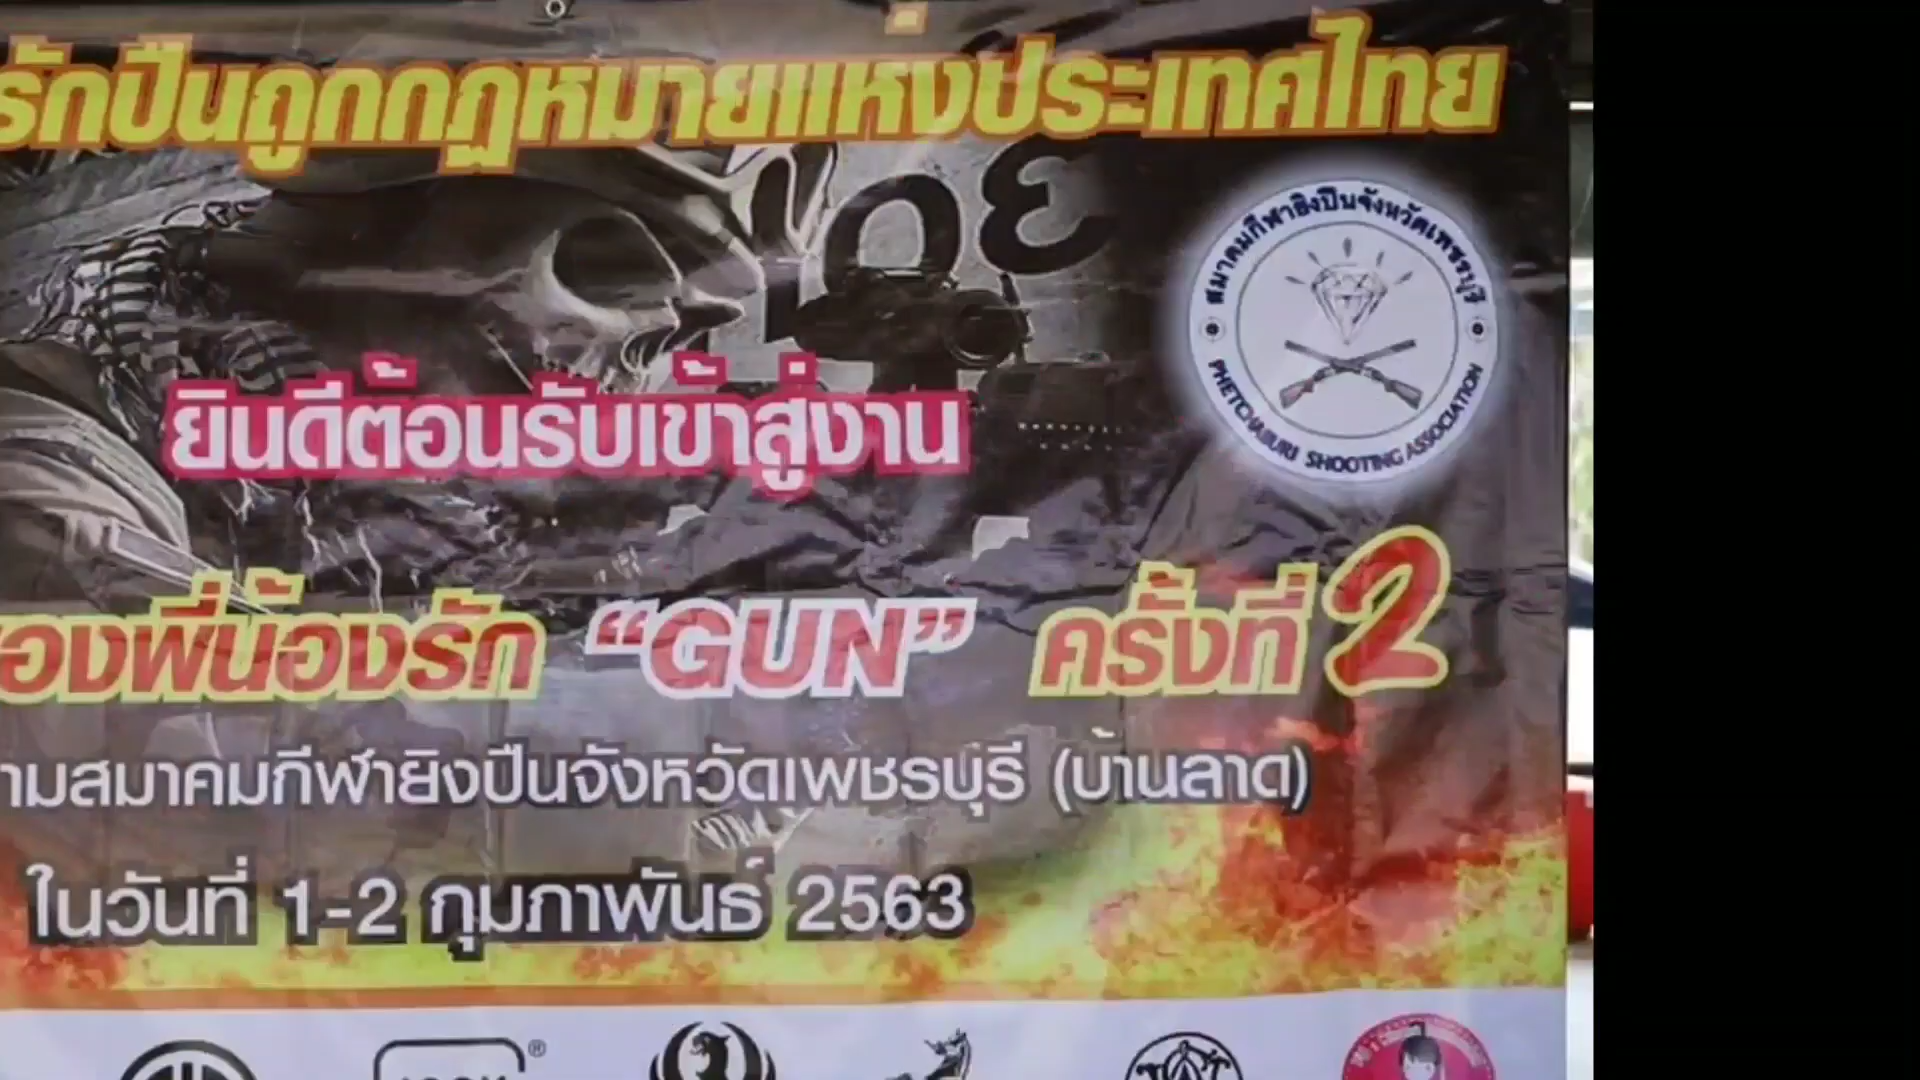 รักปืนถูกกฎหมายแห่งประเทศไทย
สมาคมกีฬายิงปืนจังหวัดเพชรบุรี
PHETCHABURI SHOOTING ASSOCIATION
ยินดีต้อนรับเข้าสู่งาน
องพี่น้องรัก “GUN” ครั้งที่ 2
ามสมาคมกีฬายิงปืนจังหวัดเพชรบุรี (บ้านลาด)
ในวันที่ 1-2 กุมภาพันธ์ 2563